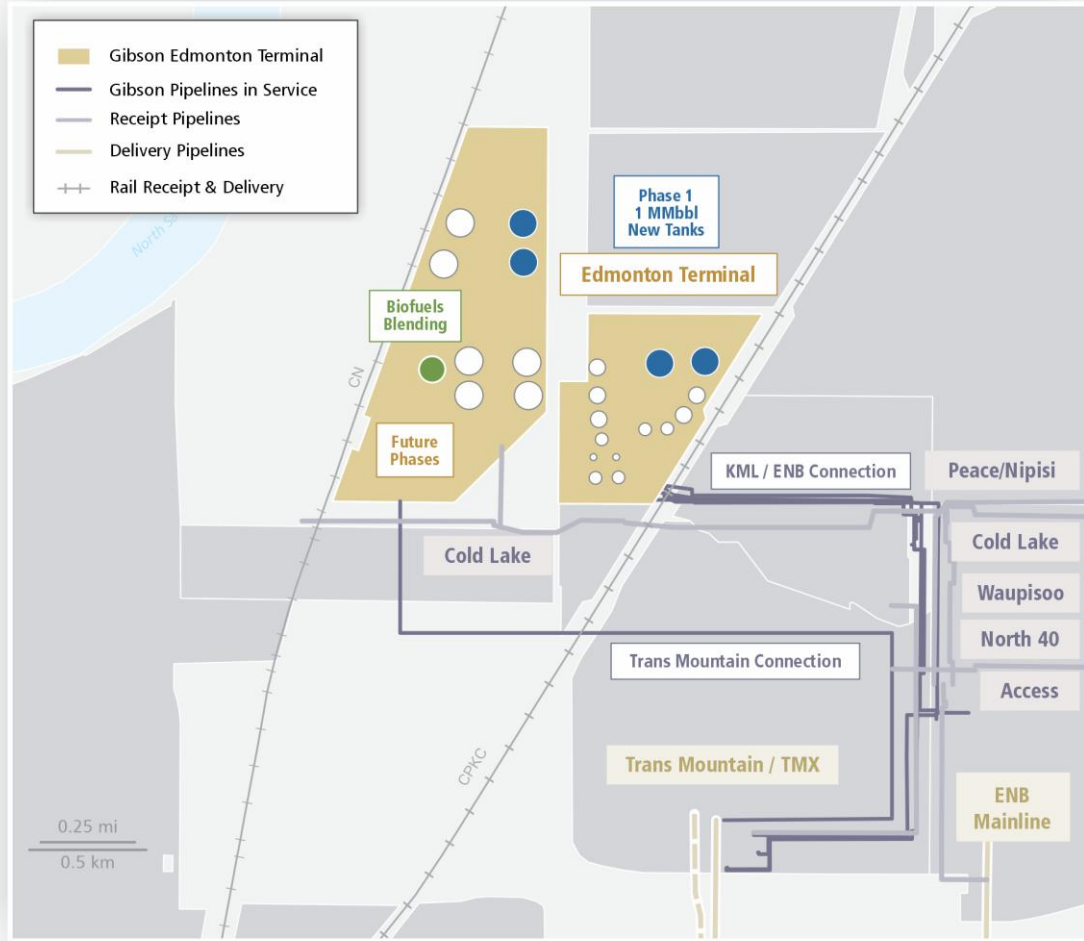 Gibson Edmonton Terminal
Gibson Pipelines in Service
Receipt Pipelines
Delivery Pipelines
Rail Receipt & Delivery
North
Phase 1
1 MMbbl
New Tanks
Edmonton Terminal
Biofuels
Blending
CN
Future
Phases
KML / ENB Connection
Peace/Nipisi
Cold Lake
Cold Lake
Waupisoo
North 40
Trans Mountain Connection
Access
CPKC
Trans Mountain / TMX
ENB
Mainline
0.25 mi
0.5 km